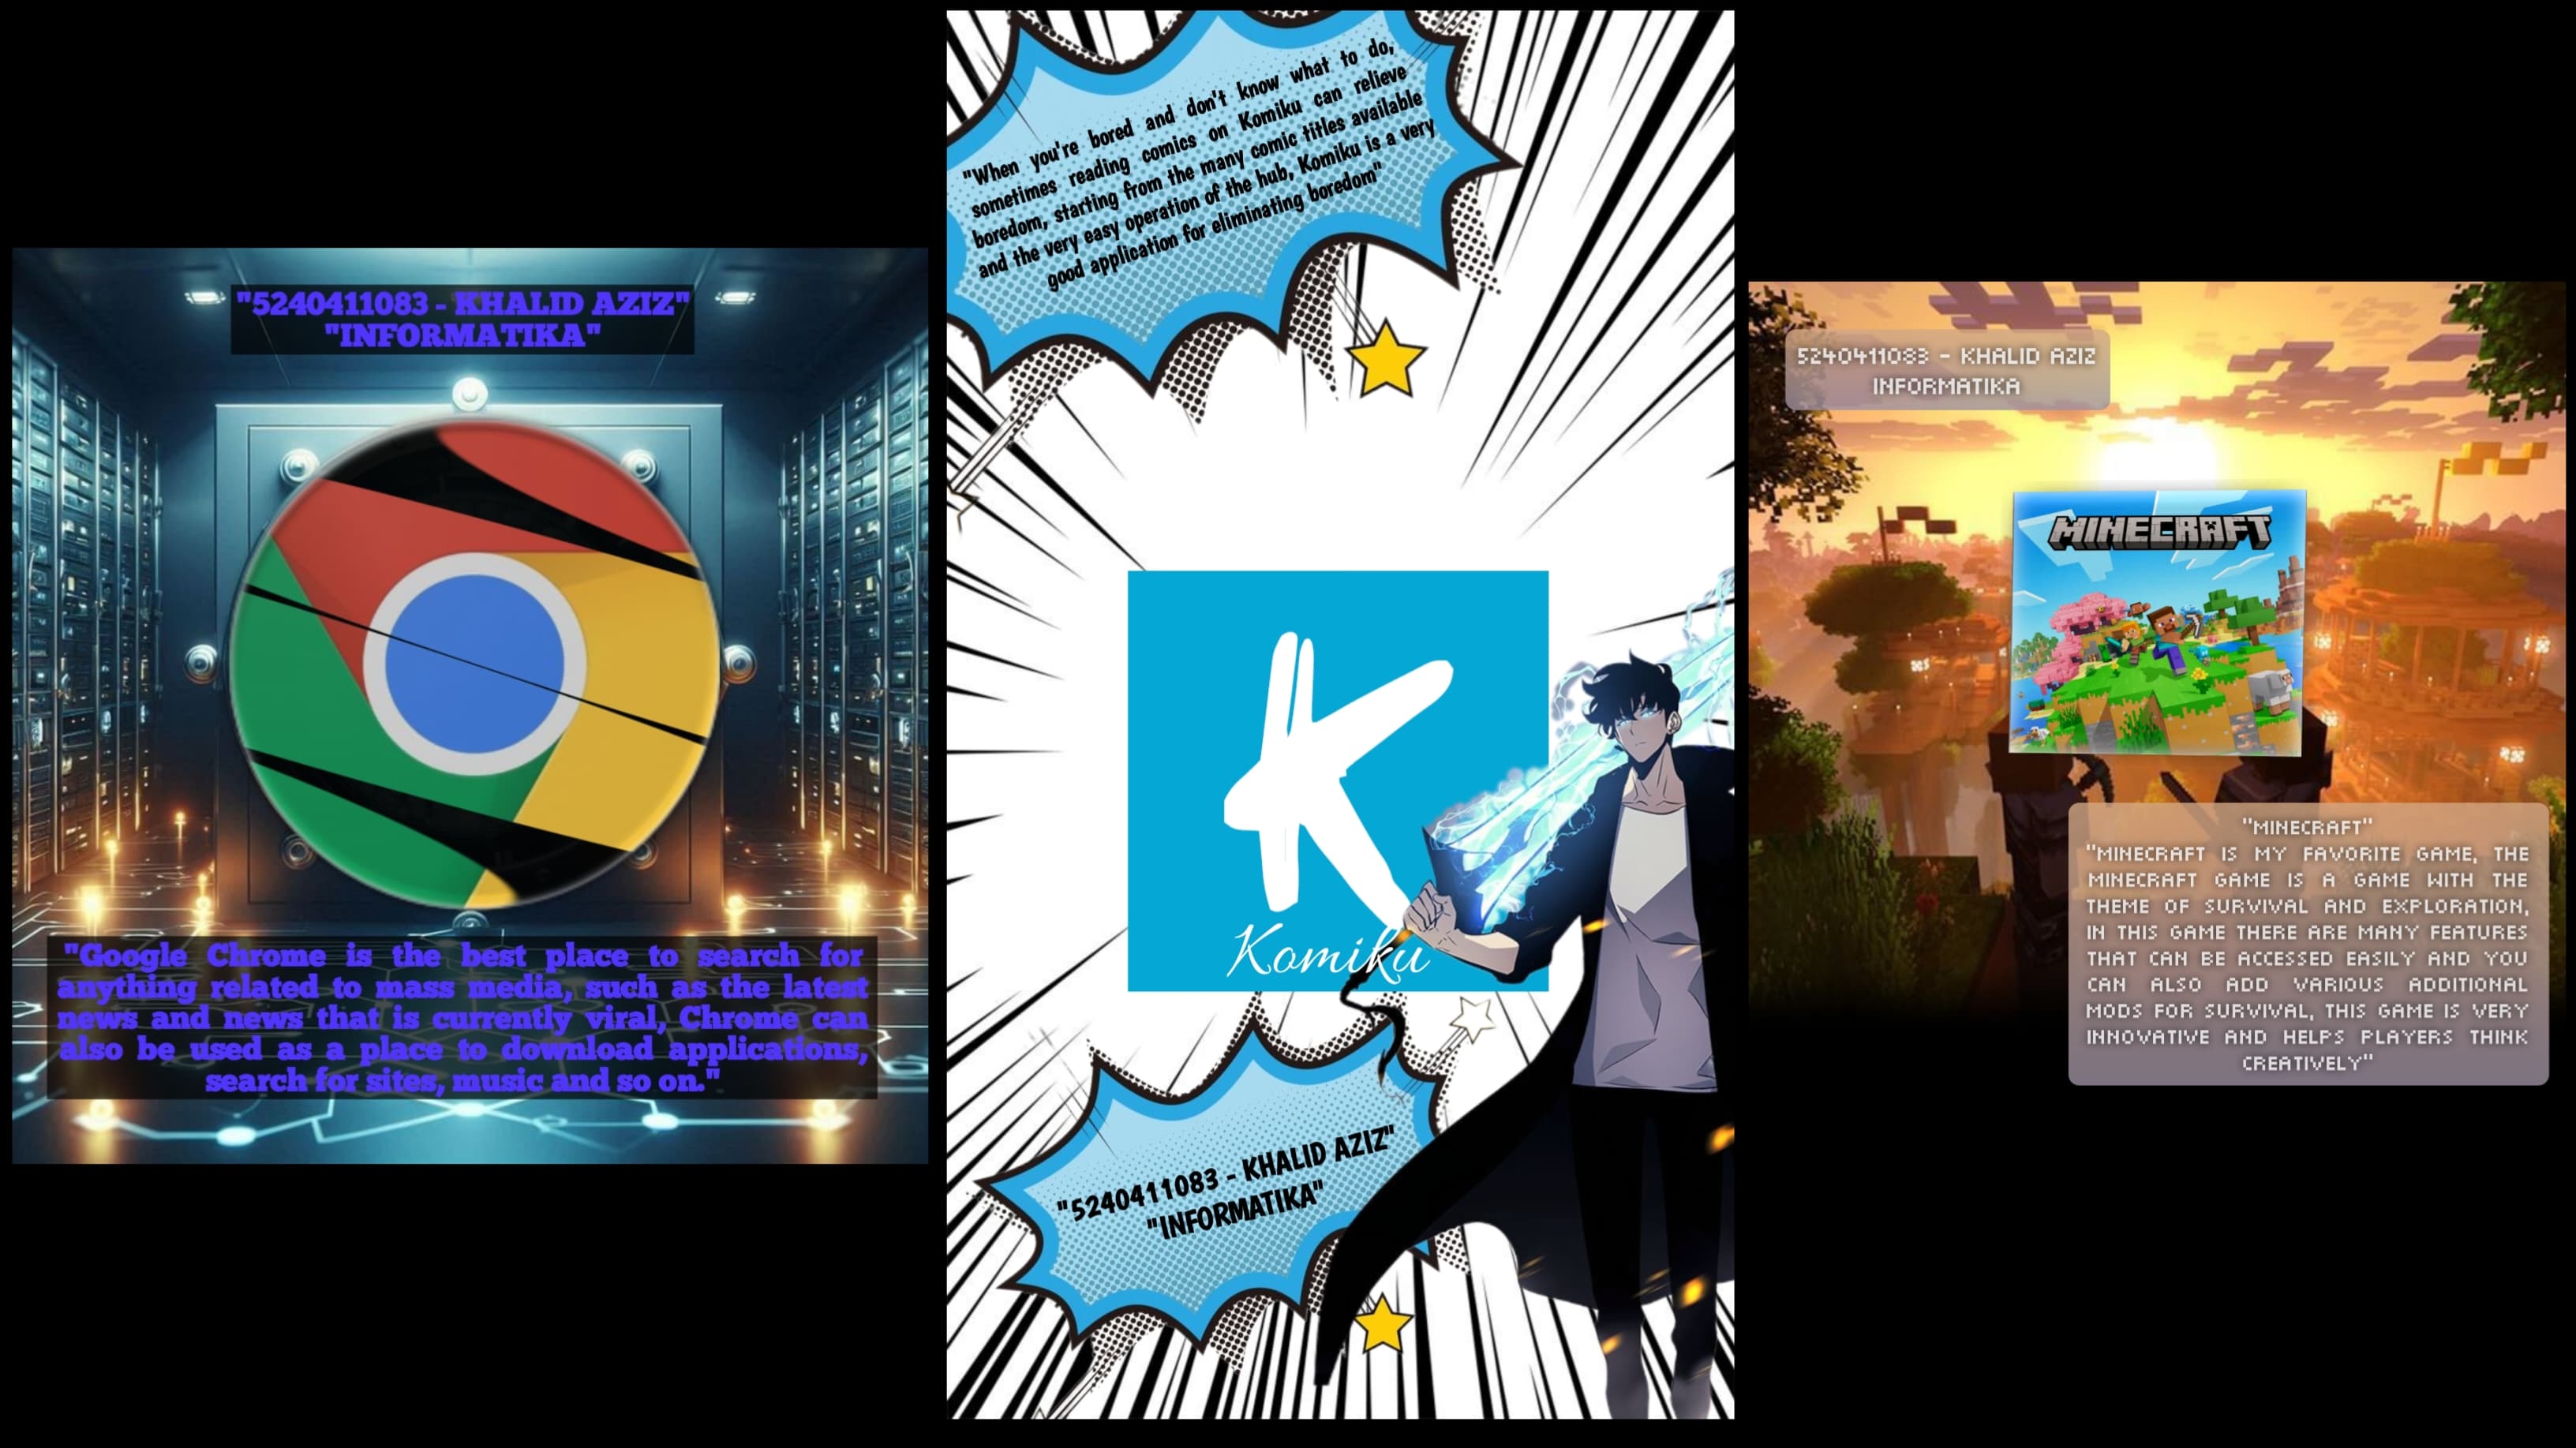 "5240411083 - KHALID AZIZ"
"INFORMATIKA"
"Google Chrome is the best place to search for
anything related to mass media, such as the latest
news and news that is currently viral, Chrome can
also be used as a place to download applications,
search for sites, music and so on."
"When you're bored and don't know what to do,
sometimes reading comics on Komiku can relieve
boredom, starting from the many comic titles available
and the very easy operation of the hub, Komiku is a very
good application for eliminating boredom"
K
Komiku
"5240411083 - KHALID AZIZ"
"INFORMATIKA"
5240411083 - KHALID AZIZ
INFORMATIKA
MINECRAFT
"MINECRAFT"
"MINECRAFT IS MY FAVORITE GAME, THE
MINECRAFT GAME IS A GAME WITH THE
THEME OF SURVIVAL AND EXPLORATION,
IN THIS GAME THERE ARE MANY FEATURES
THAT CAN BE ACCESSED EASILY AND YOU
CAN ALSO ADD VARIOUS ADDITIONAL
MODS FOR SURVIVAL, THIS GAME IS VERY
INNOVATIVE AND HELPS PLAYERS THINK
CREATIVELY"